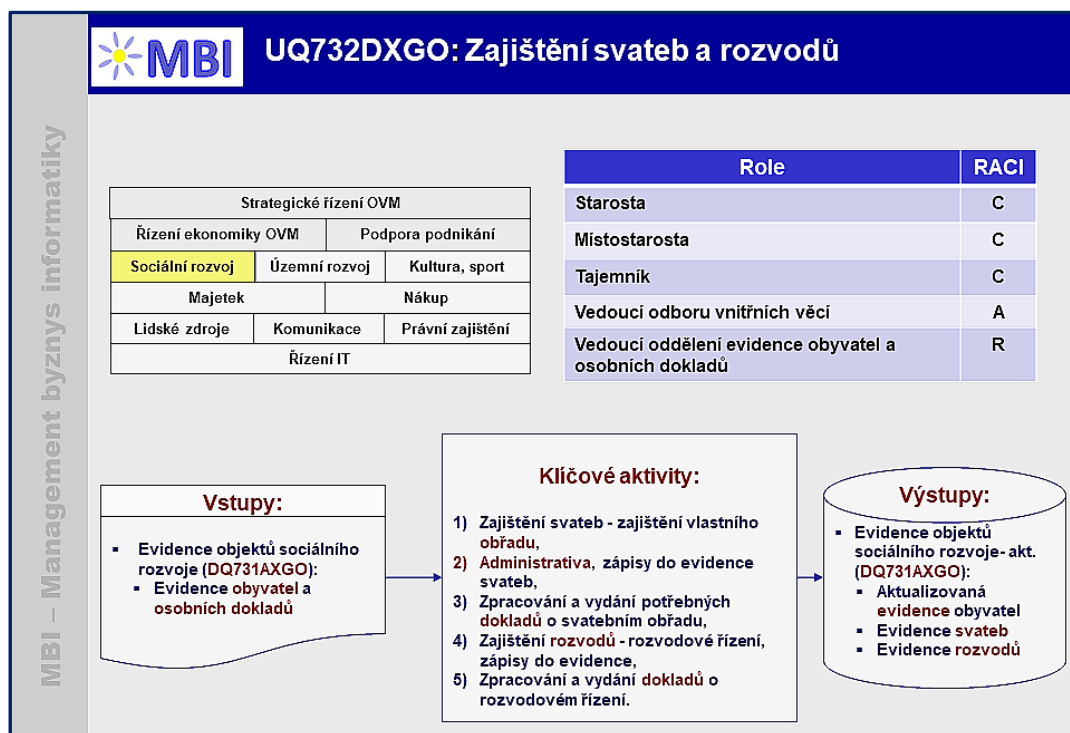 MBI
UQ732DXGO: Zajištění svateb a rozvodů
MBI – Management byznys informatiky
Strategické řízení OVM
Řízení ekonomiky OVM
Podpora podnikání
Sociální rozvoj
Územní rozvoj
Kultura, sport
Majetek
Nákup
Lidské zdroje
Komunikace
Právní zajištění
Řízení IT
Role
RACI
Starosta
C
Místostarosta
C
Tajemník
C
Vedoucí odboru vnitřních věcí
A
Vedoucí oddělení evidence obyvatel a
osobních dokladů
R
Vstupy:
▪ Evidence objektů sociálního
rozvoje (DQ731AXGO):
▪ Evidence obyvatel a
osobních dokladů
Klíčové aktivity:
1) Zajištění svateb - zajištění vlastního
obřadu,
2) Administrativa, zápisy do evidence
svateb,
3) Zpracování a vydání potřebných
dokladů o svatebním obřadu,
4) Zajištění rozvodů - rozvodové řízení,
zápisy do evidence,
5) Zpracování a vydání dokladů o
rozvodovém řízení.
Výstupy:
▪ Evidence objektů
sociálního rozvoje- akt.
(DQ731AXGO):
▪ Aktualizovaná
evidence obyvatel
▪ Evidence svateb
▪ Evidence rozvodů